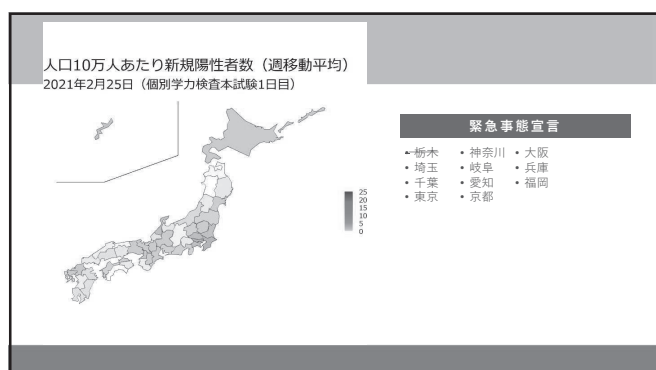 人口10万人あたり新規陽性者数（週移動平均）
2021年2月25日（個別学力検査本試験1日目）
25
20
15
10
5
0
緊急事態宣言
• 栃木 • 神奈川 • 大阪
• 埼玉 • 岐阜 • 兵庫
• 千葉 • 愛知 • 福岡
• 東京 • 京都